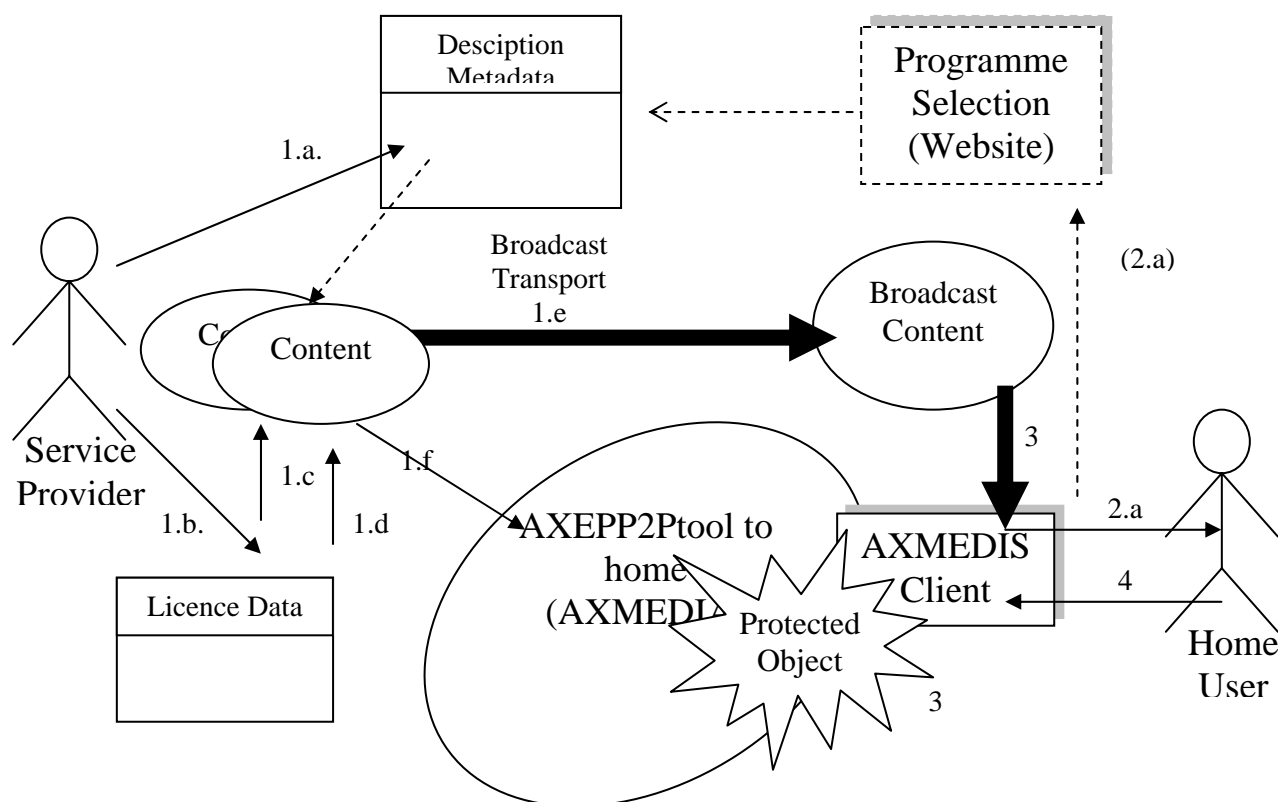 Desciption
Metadata
Programme
Selection
(Website)
1.a.
Broadcast
Transport
1.e
(2.a)
Broadcast
Content
Content
Service
Provider
1.c
1.f
3
1.b.
1.d
2.a
AXEPP2Ptool to
home
AXMEDIS
Client
4
Licence Data
Protected
Object
3
Home
User